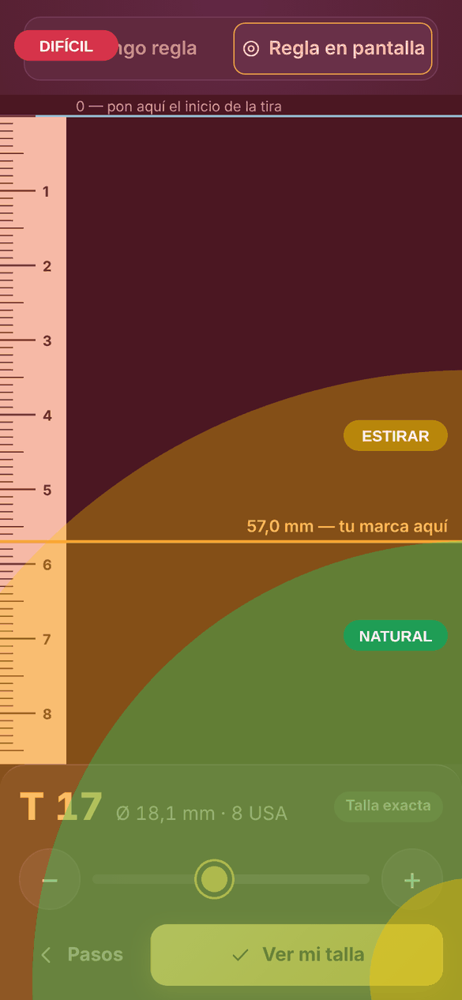 DIFÍCIL
regla
Regla en pantalla
0 — pon aquí el inicio de la tira
1
2
3
4
ESTIRAR
5
57,0 mm — tu marca aquí
6
NATURAL
7
8
T 17 Ø 18,1 mm · 8 USA
Talla exacta
− +
Pasos
Ver mi talla